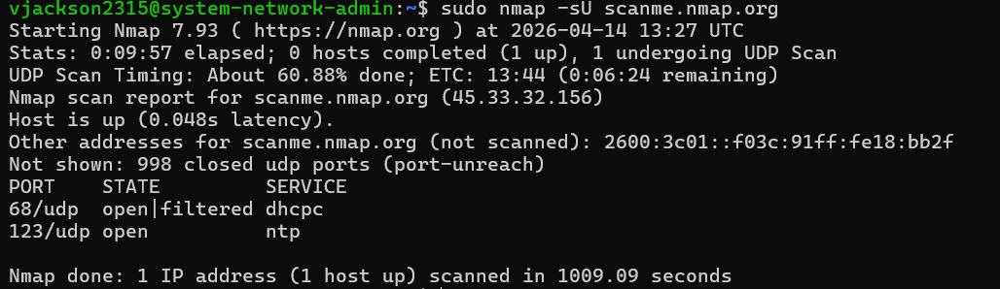 vjackson2315@system-network-admin:~$ sudo nmap -sU scanme.nmap.org
Starting Nmap 7.93 ( https://nmap.org ) at 2026-04-14 13:27 UTC
Stats: 0:09:57 elapsed; 0 hosts completed (1 up), 1 undergoing UDP Scan
UDP Scan Timing: About 60.88% done; ETC: 13:44 (0:06:24 remaining)
Nmap scan report for scanme.nmap.org (45.33.32.156)
Host is up (0.048s latency).
Other addresses for scanme.nmap.org (not scanned): 2600:3c01::f03c:91ff:fe18:bb2f
Not shown: 998 closed udp ports (port-unreach)
PORT    STATE         SERVICE
68/udp  open|filtered dhcpc
123/udp open          ntp

Nmap done: 1 IP address (1 host up) scanned in 1009.09 seconds